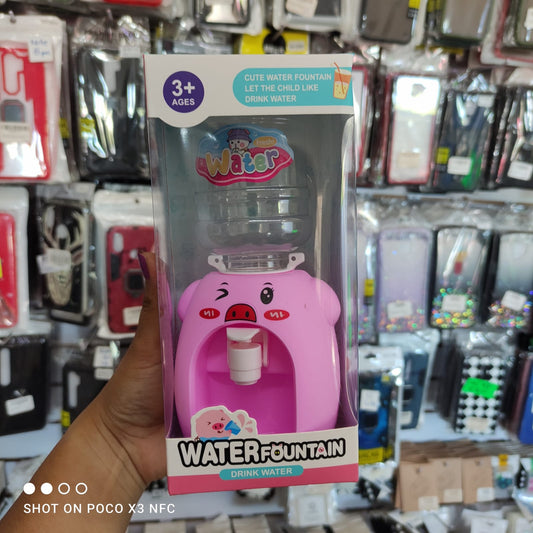 3+
AGES
CUTE WATER FOUNTAIN
LET THE CHILD LIKE
DRINK WATER
Water
WATER FOUNTAIN
DRINK WATER
SHOT ON POCO X3 NFC